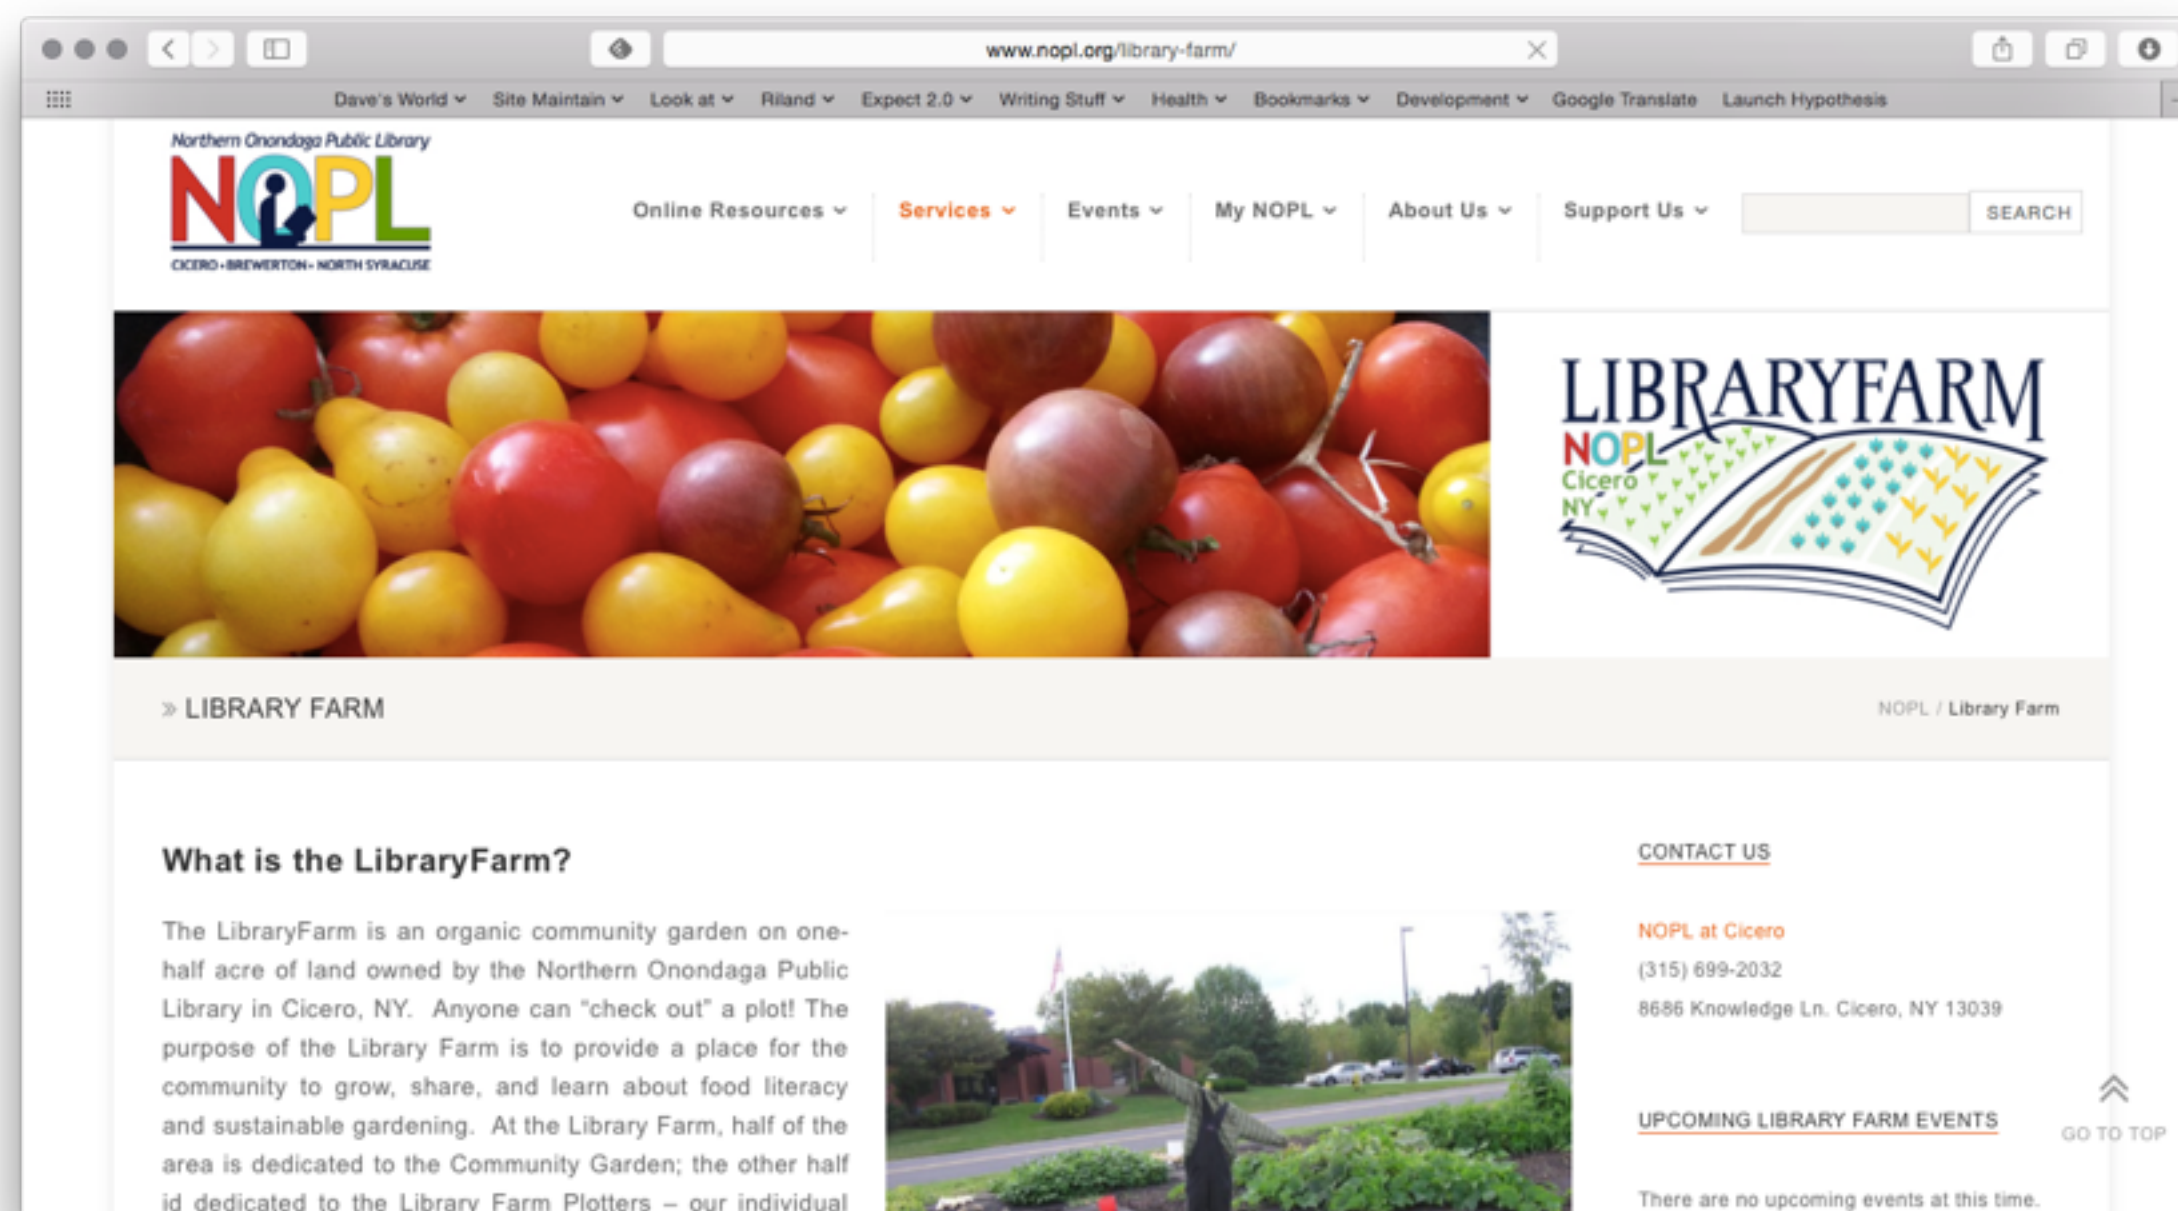 www.nopl.org/library-farm/
Dave's World Site Maintain Look at Riland Expect 2.0 Writing Stuff Health Bookmarks Development Google Translate Launch Hypothesis
Northern Onondaga Public Library
NOPL
CICERO • BREWERTON • NORTH SYRACUSE
Online Resources Services Events My NOPL About Us Support Us SEARCH
LIBRARYFARM
NOPL
Cicero
NY
» LIBRARY FARM
NOPL / Library Farm
What is the LibraryFarm?
The LibraryFarm is an organic community garden on one-
half acre of land owned by the Northern Onondaga Public
Library in Cicero, NY. Anyone can “check out” a plot! The
purpose of the Library Farm is to provide a place for the
community to grow, share, and learn about food literacy
and sustainable gardening. At the Library Farm, half of the
area is dedicated to the Community Garden; the other half
id dedicated to the Library Farm Plotters – our individual
CONTACT US
NOPL at Cicero
(315) 699-2032
8686 Knowledge Ln. Cicero, NY 13039
UPCOMING LIBRARY FARM EVENTS
There are no upcoming events at this time.
GO TO TOP